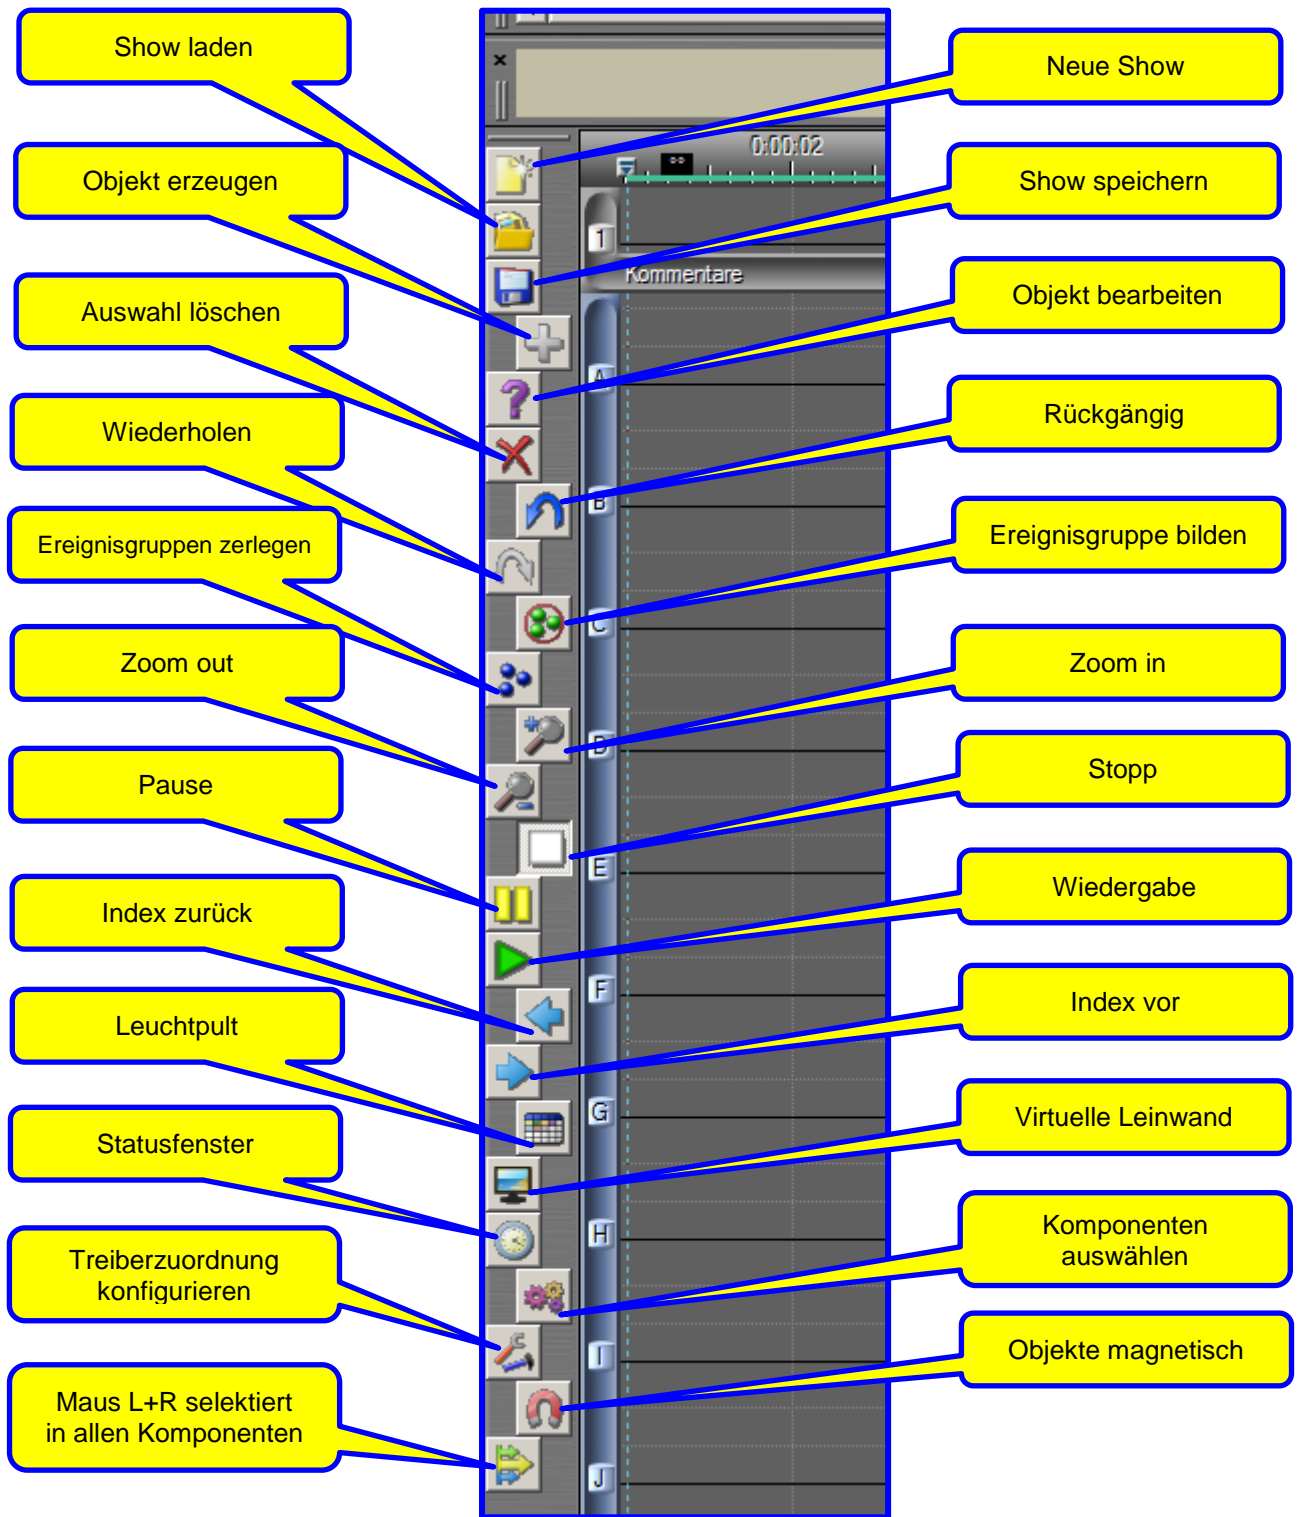 Show laden
Neue Show
0:00:02
Objekt erzeugen
Show speichern
1
Kommentare
Auswahl löschen
Objekt bearbeiten
A
Wiederholen
Rückgängig
B
Ereignisgruppen zerlegen
Ereignisgruppe bilden
C
Zoom out
Zoom in
D
Pause
Stopp
E
Index zurück
Wiedergabe
F
Leuchtpult
Index vor
G
Statusfenster
Virtuelle Leinwand
H
Treiberzuordnung
konfigurieren
Komponenten
auswählen
I
Objekte magnetisch
Maus L+R selektiert
in allen Komponenten
J